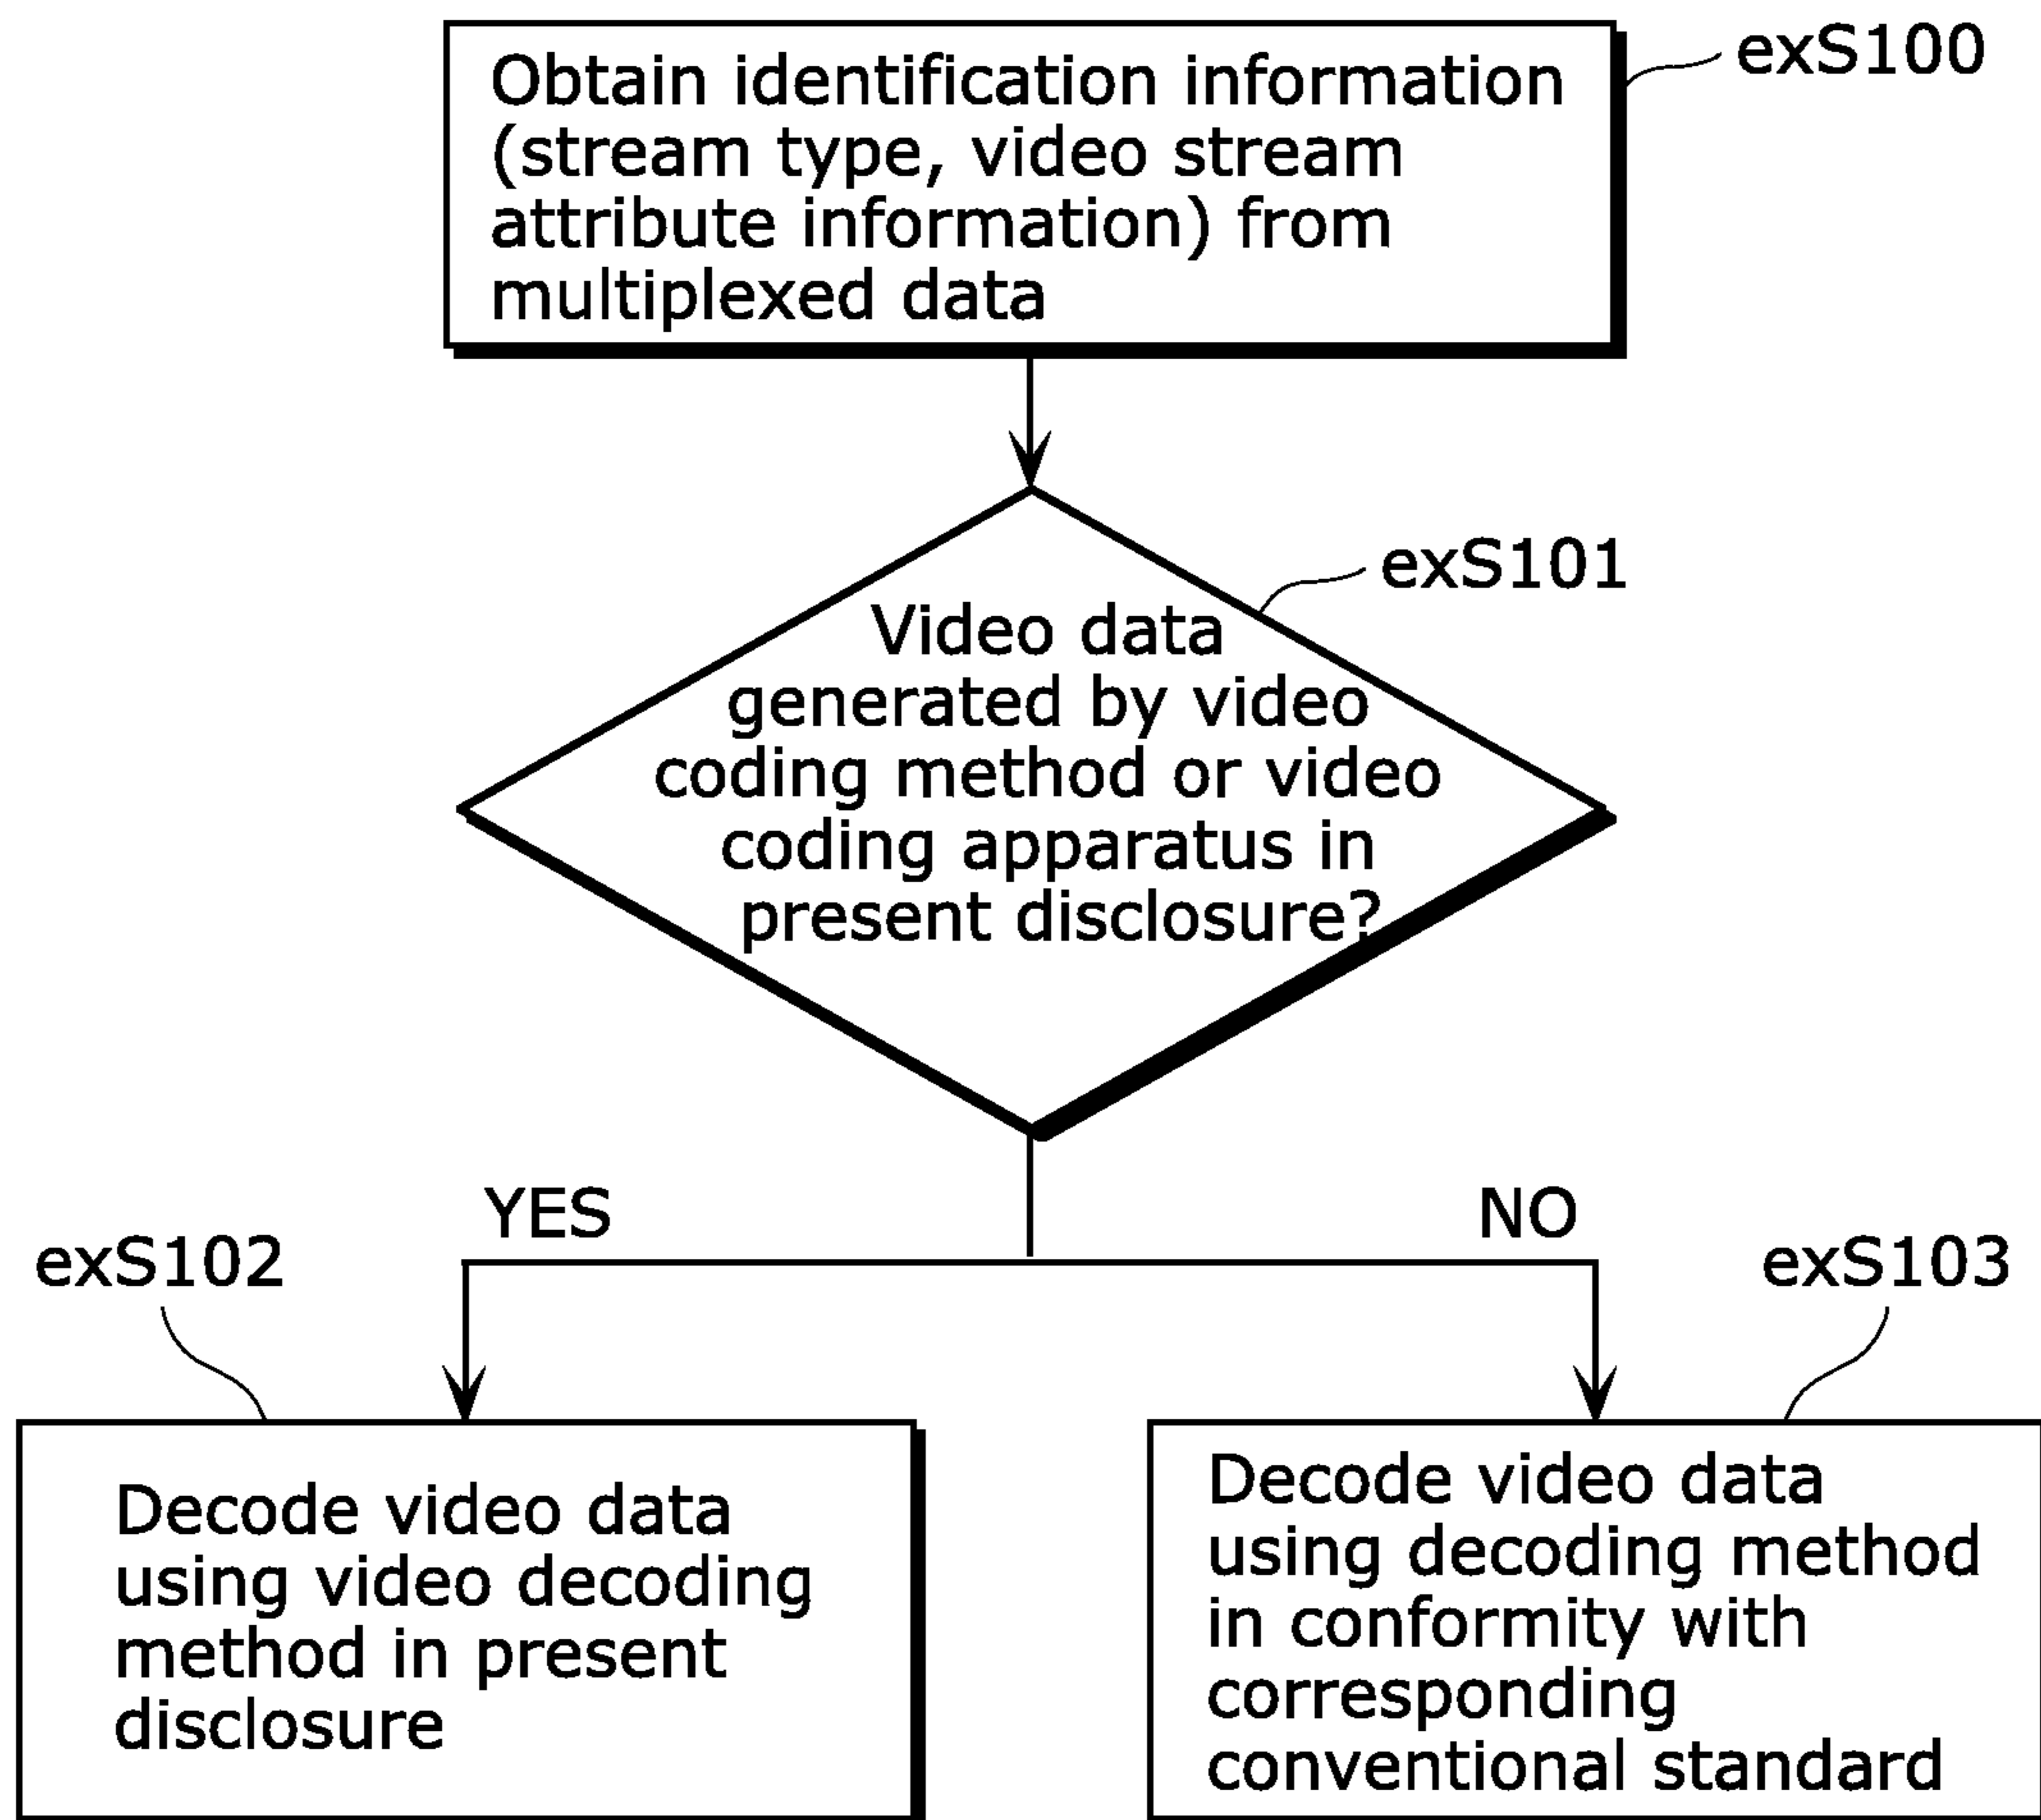 Obtain identification information
(stream type, video stream
attribute information) from
multiplexed data
exS100
exS101
Video data
generated by video
coding method or video
coding apparatus in
present disclosure?
YES
NO
exS102
exS103
Decode video data
using video decoding
method in present
disclosure
Decode video data
using decoding method
in conformity with
corresponding
conventional standard